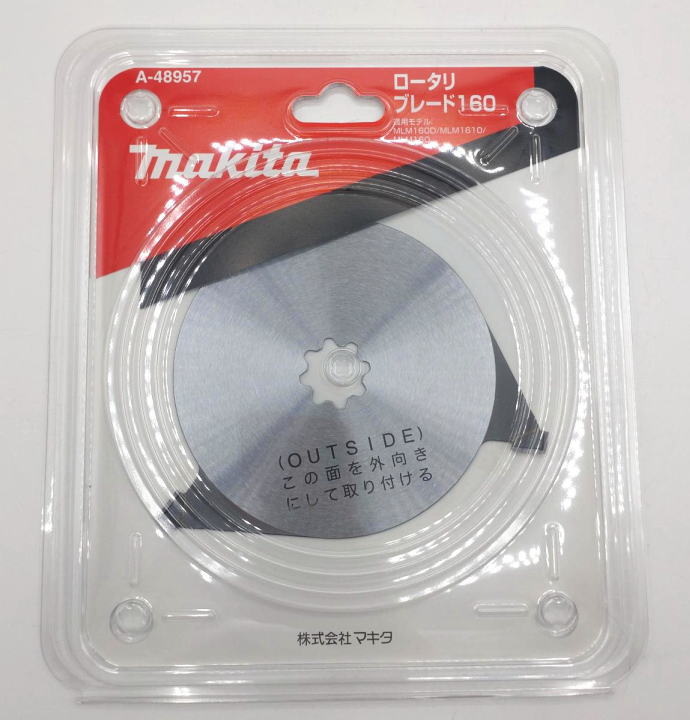 A-48957
ロータリ
ブレード160
適用モデル:
MLM160D/MLM1610/
MLM160
makita
(OUTSIDE)
この面を外向き
にして取り付ける
株式会社マキタ